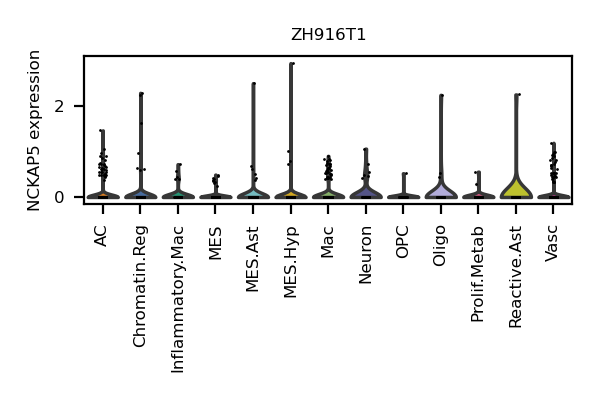 ZH916T1
NCKAP5 expression
2
0
AC
Chromatin.Reg
Inflammatory.Mac
MES
MES.Ast
MES.Hyp
Mac
Neuron
OPC
Oligo
Prolif.Metab
Reactive.Ast
Vasc